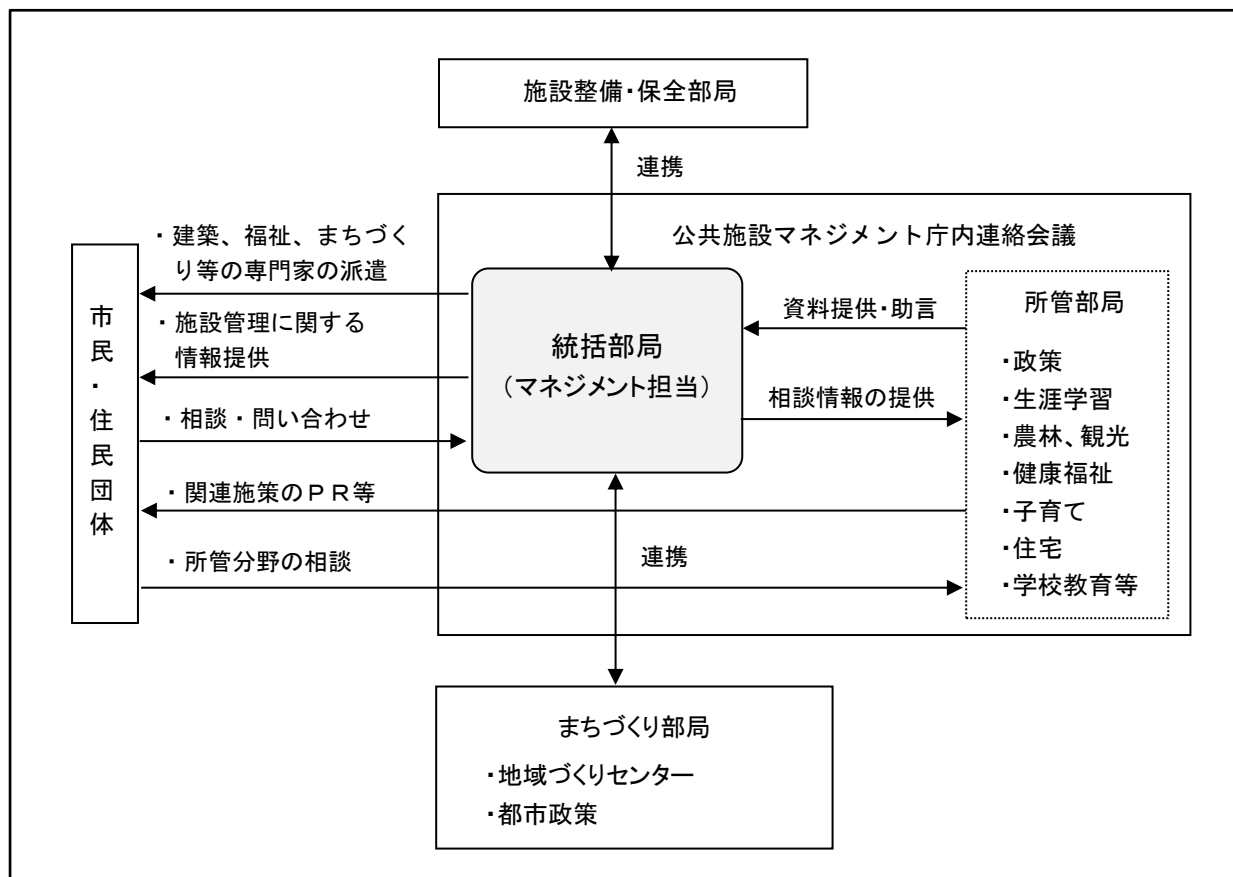 施設整備・保全部局
連携
公共施設マネジメント庁内連絡会議
・建築、福祉、まちづく
り等の専門家の派遣
・施設管理に関する
情報提供
・相談・問い合わせ
・関連施策のPR等
・所管分野の相談
市民・住民団体
統括部局
（マネジメント担当）
資料提供・助言
相談情報の提供
所管部局
・政策
・生涯学習
・農林、観光
・健康福祉
・子育て
・住宅
・学校教育等
連携
まちづくり部局
・地域づくりセンター
・都市政策